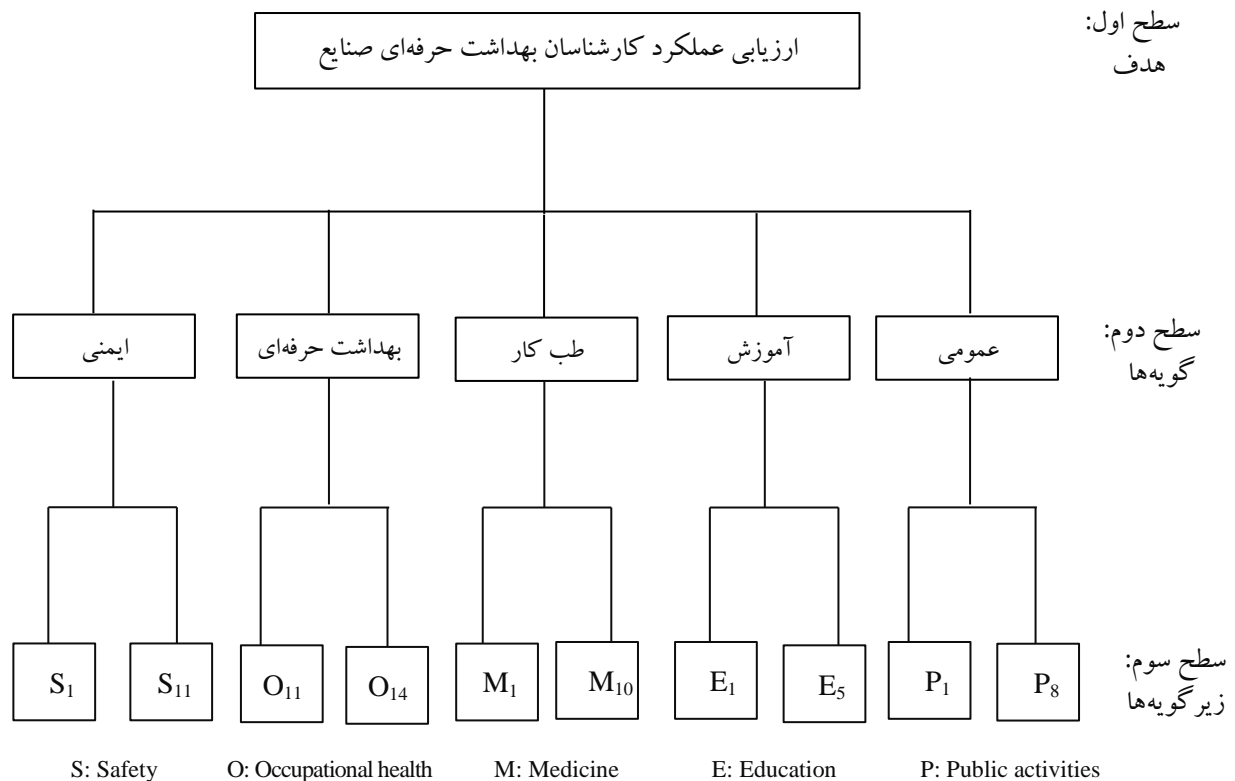 سطح اول:
هدف
ارزیابی عملکرد کارشناسان بهداشت حرفه‌ای صنایع
سطح دوم:
گویه‌ها
عمومی
آموزش
طب کار
بهداشت حرفه‌ای
ایمنی
سطح سوم:
زیرگویه‌ها
S₁ S₁₁ O₁₁ O₁₄ M₁ M₁₀ E₁ E₅ P₁ P₈
S: Safety O: Occupational health M: Medicine E: Education P: Public activities